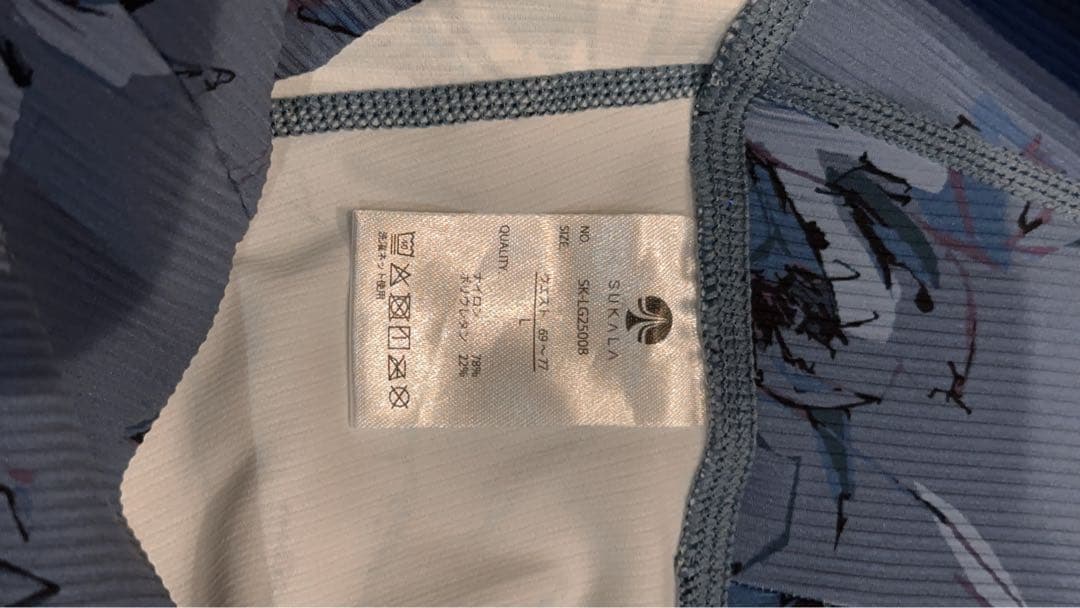 SUKALA
NO. SK-LG2500B
SIZE L
ウエスト 69~77
QUALITY
ナイロン 78%
ポリウレタン 22%
洗濯ネット使用